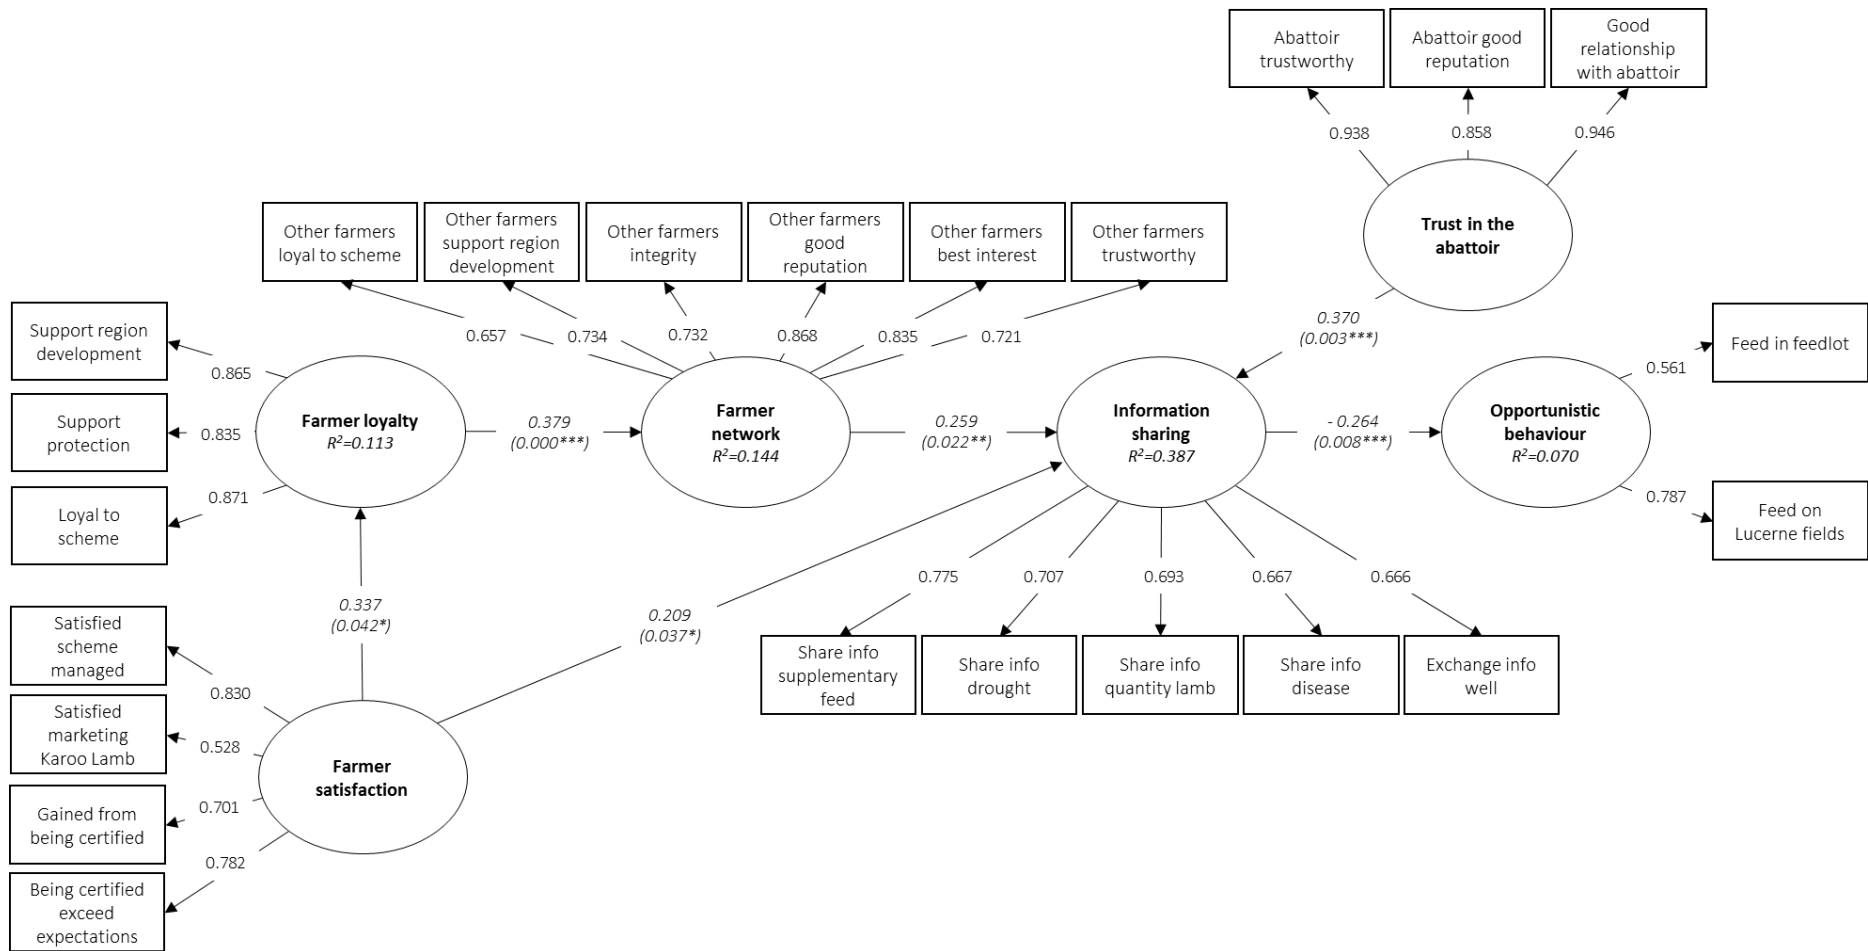 Abattoir
trustworthy
Abattoir good
reputation
Good
relationship
with abattoir
0.938
0.858
0.946
Trust in the
abattoir
Other farmers
loyal to scheme
Other farmers
support region
development
Other farmers
integrity
Other farmers
good
reputation
Other farmers
best interest
Other farmers
trustworthy
0.657
0.734
0.732
0.868
0.835
0.721
0.370
(0.003***)
Support region
development
Support
protection
Loyal to
scheme
0.865
0.835
0.871
Farmer loyalty
R²=0.113
0.379
(0.000***)
Farmer
network
R²=0.144
0.259
(0.022**)
Information
sharing
R²=0.387
- 0.264
(0.008***)
Opportunistic
behaviour
R²=0.070
0.561
0.787
Feed in feedlot
Feed on
Lucerne fields
0.337
(0.042*)
0.209
(0.037*)
0.775
0.707
0.693
0.667
0.666
Share info
supplementary
feed
Share info
drought
Share info
quantity lamb
Share info
disease
Exchange info
well
Satisfied
scheme
managed
Satisfied
marketing
Karoo Lamb
Gained from
being certified
Being certified
exceed
expectations
0.830
0.528
0.701
0.782
Farmer
satisfaction